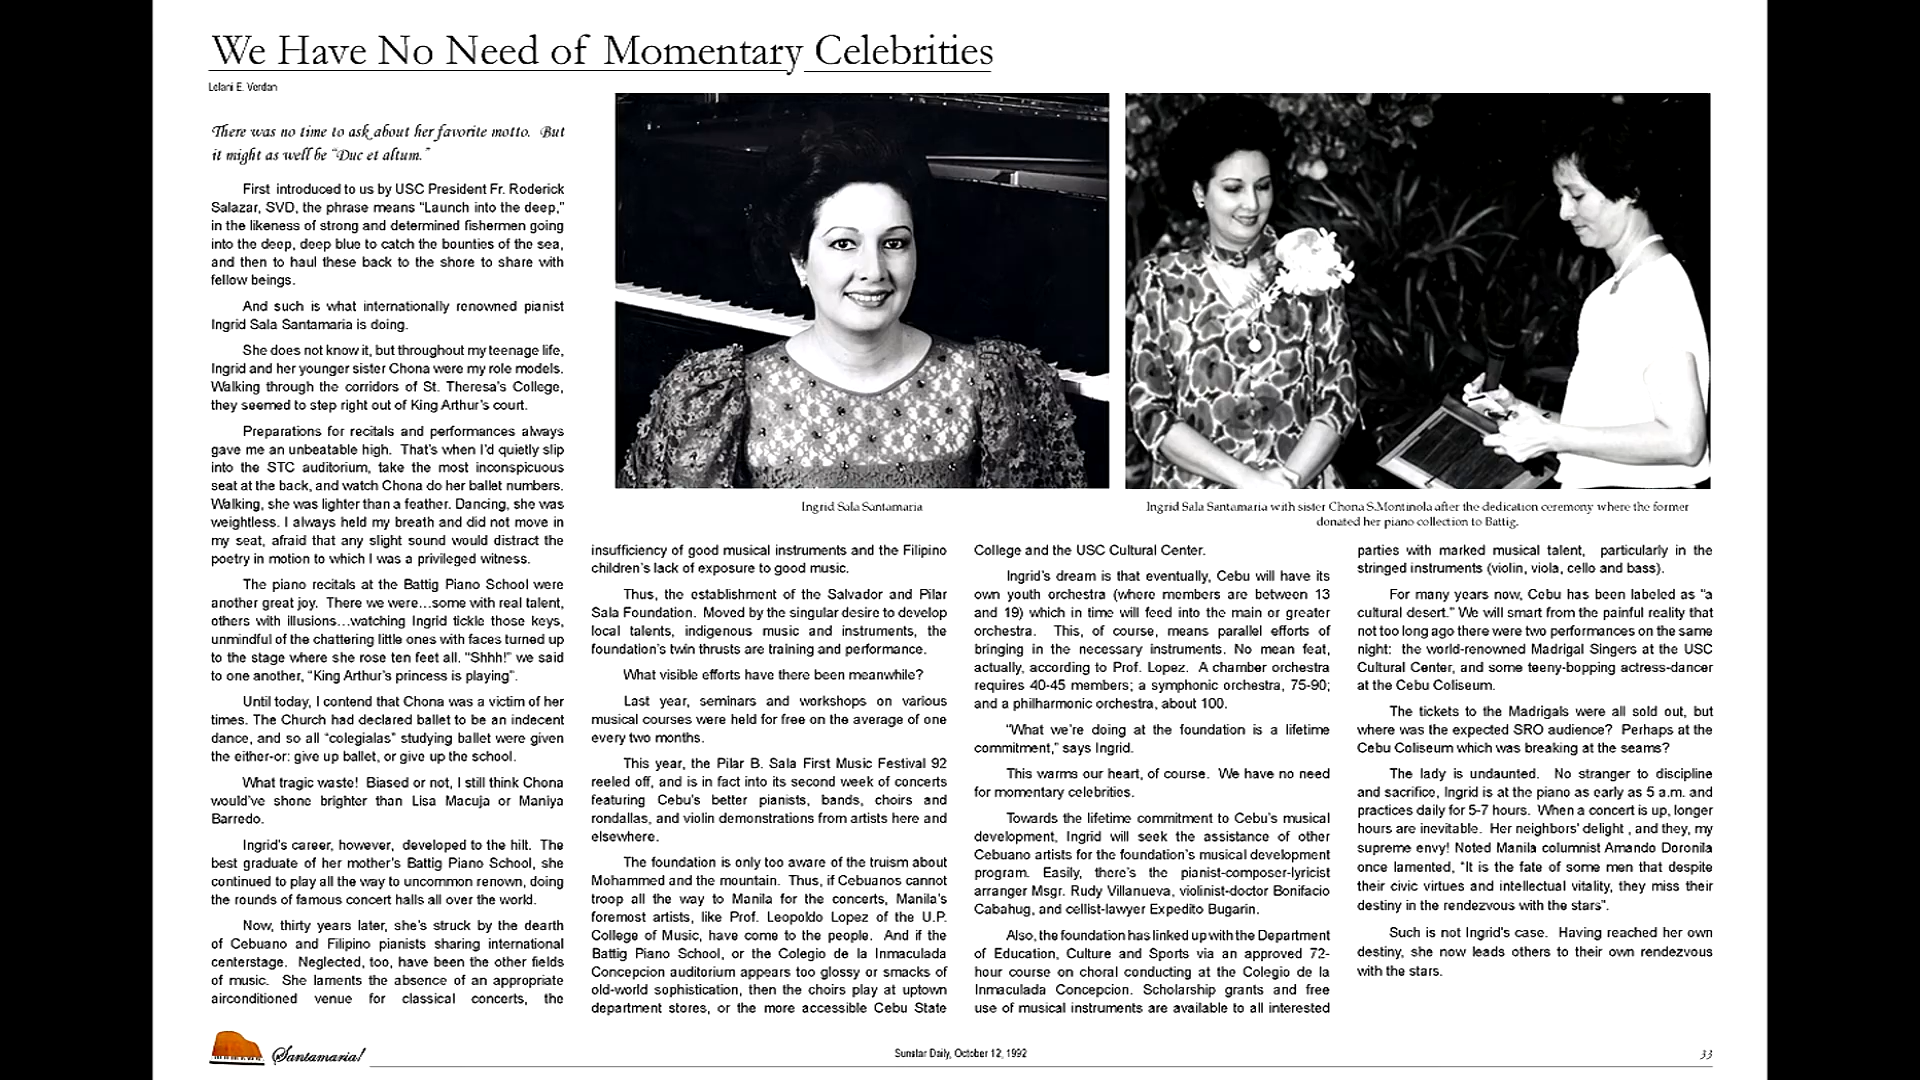 We Have No Need of Momentary Celebrities
Lelani E. Verdan
There was no time to ask about her favorite motto. But
it might as well be “Duc et altum.”
First introduced to us by USC President Fr. Roderick
Salazar, SVD, the phrase means “Launch into the deep,”
in the likeness of strong and determined fishermen going
into the deep, deep blue to catch the bounties of the sea,
and then to haul these back to the shore to share with
fellow beings.
And such is what internationally renowned pianist
Ingrid Sala Santamaria is doing.
She does not know it, but throughout my teenage life,
Ingrid and her younger sister Chona were my role models.
Walking through the corridors of St. Theresa's College,
they seemed to step right out of King Arthur's court.
Preparations for recitals and performances always
gave me an unbeatable high. That's when I'd quietly slip
into the STC auditorium, take the most inconspicuous
seat at the back, and watch Chona do her ballet numbers.
Walking, she was lighter than a feather. Dancing, she was
weightless. I always held my breath and did not move in
my seat, afraid that any slight sound would distract the
poetry in motion to which I was a privileged witness.
The piano recitals at the Battig Piano School were
another great joy. There we were…some with real talent,
others with illusions…watching Ingrid tickle those keys,
unmindful of the chattering little ones with faces turned up
to the stage where she rose ten feet all. “Shhh!” we said
to one another, “King Arthur's princess is playing”.
Until today, I contend that Chona was a victim of her
times. The Church had declared ballet to be an indecent
dance, and so all “colegialas” studying ballet were given
the either-or: give up ballet, or give up the school.
What tragic waste! Biased or not, I still think Chona
would've shone brighter than Lisa Macuja or Maniya
Barredo.
Ingrid's career, however, developed to the hilt. The
best graduate of her mother's Battig Piano School, she
continued to play all the way to uncommon renown, doing
the rounds of famous concert halls all over the world.
Now, thirty years later, she's struck by the dearth
of Cebuano and Filipino pianists sharing international
centerstage. Neglected, too, have been the other fields
of music. She laments the absence of an appropriate
airconditioned venue for classical concerts, the
Ingrid Sala Santamaria
Ingrid Sala Santamaria with sister Chona S.Montinola after the dedication ceremony where the former
donated her piano collection to Battig.
insufficiency of good musical instruments and the Filipino
children's lack of exposure to good music.
Thus, the establishment of the Salvador and Pilar
Sala Foundation. Moved by the singular desire to develop
local talents, indigenous music and instruments, the
foundation's twin thrusts are training and performance.
What visible efforts have there been meanwhile?
Last year, seminars and workshops on various
musical courses were held for free on the average of one
every two months.
This year, the Pilar B. Sala First Music Festival 92
reeled off, and is in fact into its second week of concerts
featuring Cebu's better pianists, bands, choirs and
rondallas, and violin demonstrations from artists here and
elsewhere.
The foundation is only too aware of the truism about
Mohammed and the mountain. Thus, if Cebuanos cannot
troop all the way to Manila for the concerts, Manila's
foremost artists, like Prof. Leopoldo Lopez of the U.P.
College of Music, have come to the people. And if the
Battig Piano School, or the Colegio de la Inmaculada
Concepcion auditorium appears too glossy or smacks of
old-world sophistication, then the choirs play at uptown
department stores, or the more accessible Cebu State
College and the USC Cultural Center.
Ingrid's dream is that eventually, Cebu will have its
own youth orchestra (where members are between 13
and 19) which in time will feed into the main or greater
orchestra. This, of course, means parallel efforts of
bringing in the necessary instruments. No mean feat,
actually, according to Prof. Lopez. A chamber orchestra
requires 40-45 members; a symphonic orchestra, 75-90;
and a philharmonic orchestra, about 100.
“What we're doing at the foundation is a lifetime
commitment,” says Ingrid.
This warms our heart, of course. We have no need
for momentary celebrities.
Towards the lifetime commitment to Cebu's musical
development, Ingrid will seek the assistance of other
Cebuano artists for the foundation's musical development
program. Easily, there's the pianist-composer-lyricist
arranger Msgr. Rudy Villanueva, violinist-doctor Bonifacio
Cabahug, and cellist-lawyer Expedito Bugarin.
Also, the foundation has linked up with the Department
of Education, Culture and Sports via an approved 72-
hour course on choral conducting at the Colegio de la
Inmaculada Concepcion. Scholarship grants and free
use of musical instruments are available to all interested
parties with marked musical talent, particularly in the
stringed instruments (violin, viola, cello and bass).
For many years now, Cebu has been labeled as “a
cultural desert.” We will smart from the painful reality that
not too long ago there were two performances on the same
night: the world-renowned Madrigal Singers at the USC
Cultural Center, and some teeny-bopping actress-dancer
at the Cebu Coliseum.
The tickets to the Madrigals were all sold out, but
where was the expected SRO audience? Perhaps at the
Cebu Coliseum which was breaking at the seams?
The lady is undaunted. No stranger to discipline
and sacrifice, Ingrid is at the piano as early as 5 a.m. and
practices daily for 5-7 hours. When a concert is up, longer
hours are inevitable. Her neighbors' delight , and they, my
supreme envy! Noted Manila columnist Amando Doronila
once lamented, “It is the fate of some men that despite
their civic virtues and intellectual vitality, they miss their
destiny in the rendezvous with the stars”.
Such is not Ingrid's case. Having reached her own
destiny, she now leads others to their own rendezvous
with the stars.
Santamaria!
Sunstar Daily, October 12, 1992
33